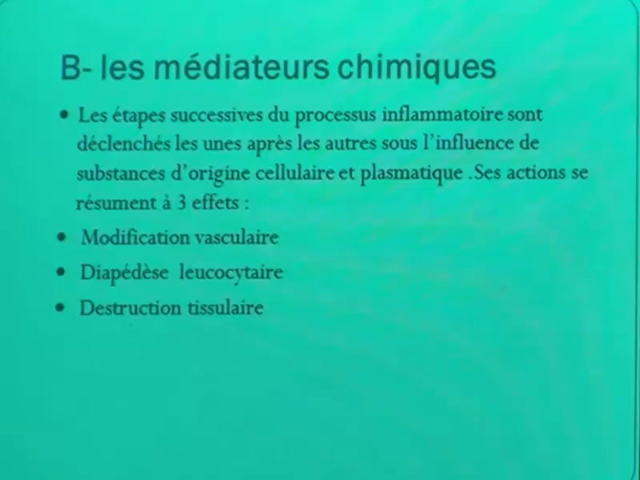 B- les médiateurs chimiques
• Les étapes successives du processus inflammatoire sont
déclenchés les unes après les autres sous l'influence de
substances d'origine cellulaire et plasmatique .Ses actions se
résument à 3 effets :
• Modification vasculaire
• Diapédèse leucocytaire
• Destruction tissulaire